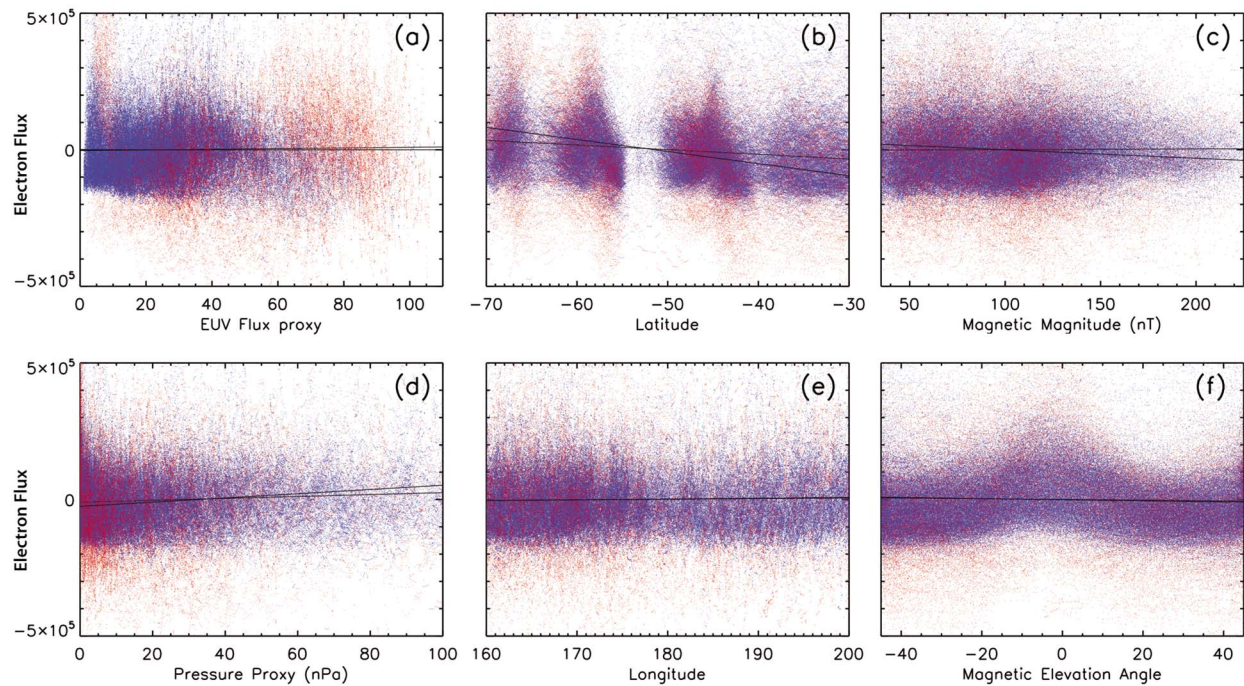 (a) (b) (c)
5×10⁵
Electron Flux
0
−5×10⁵
0 20 40 60 80 100 −70 −60 −50 −40 −30 50 100 150 200
EUV Flux proxy Latitude Magnetic Magnitude (nT)
(d) (e) (f)
5×10⁵
Electron Flux
0
−5×10⁵
0 20 40 60 80 100 160 170 180 190 200 −40 −20 0 20 40
Pressure Proxy (nPa) Longitude Magnetic Elevation Angle